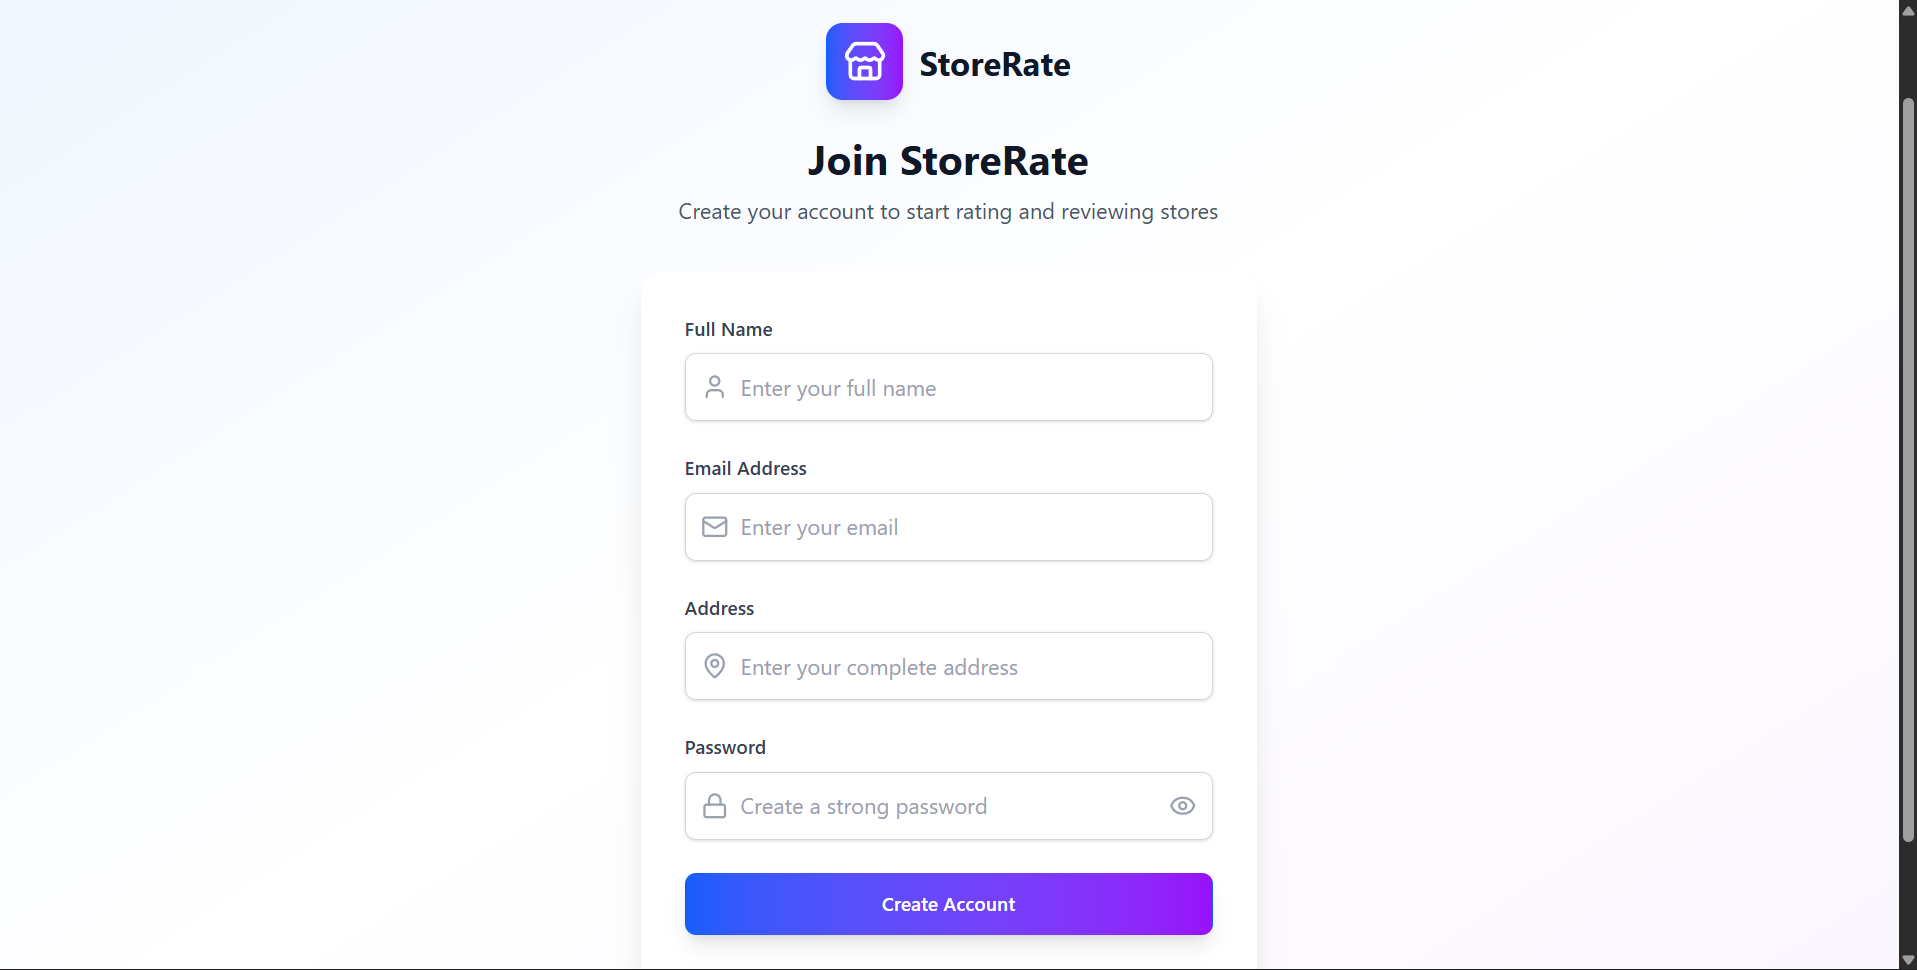 StoreRate
Join StoreRate
Create your account to start rating and reviewing stores
Full Name
Enter your full name
Email Address
Enter your email
Address
Enter your complete address
Password
Create a strong password
Create Account